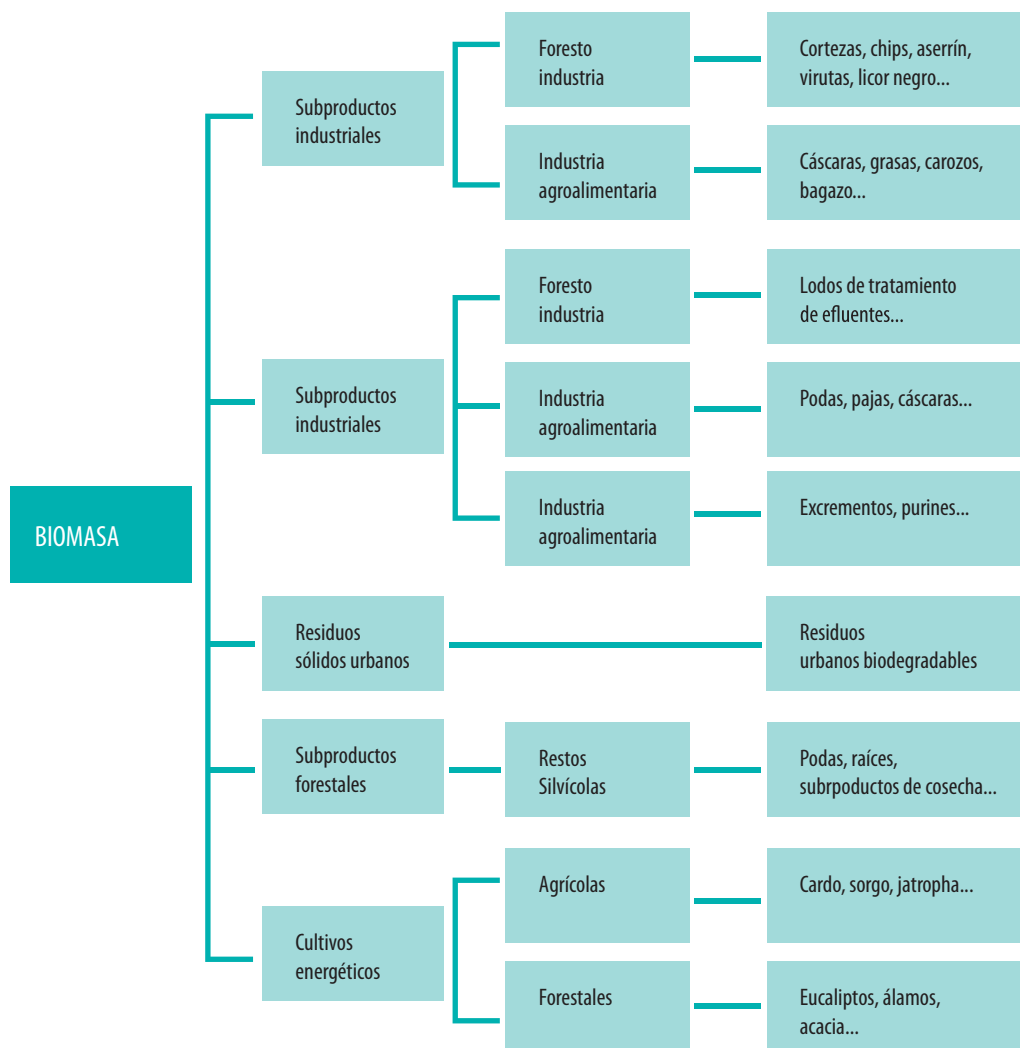 BIOMASA
Subproductos
industriales
Foresto
industria
Cortezas, chips, aserrín,
virutas, licor negro...
Industria
agroalimentaria
Cáscaras, grasas, carozos,
bagazo...
Subproductos
industriales
Foresto
industria
Lodos de tratamiento
de efluentes...
Industria
agroalimentaria
Podas, pajas, cáscaras...
Industria
agroalimentaria
Excrementos, purines...
Residuos
sólidos urbanos
Residuos
urbanos biodegradables
Subproductos
forestales
Restos
Silvícolas
Podas, raíces,
subrpoductos de cosecha...
Cultivos
energéticos
Agrícolas
Cardo, sorgo, jatropha...
Forestales
Eucaliptos, álamos,
acacia...